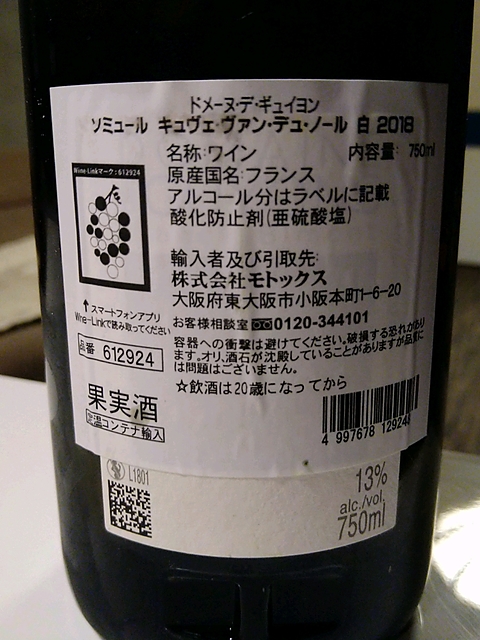 ドメーヌ・デ・ギュイヨン
ソミュール キュヴェ・ヴァン・デュ・ノール 白 2018
名称:ワイン 内容量: 750ml
原産国名:フランス
アルコール分はラベルに記載
酸化防止剤(亜硫酸塩)
Wine-Linkマーク:612924
輸入者及び引取先:
株式会社モトックス
大阪府東大阪市小阪本町1-6-20
↑スマートフォンアプリ
Wine-Linkで読み取ってください
お客様相談室 0120-344101
容器への衝撃は避けてください。破損する恐れがあり
ます。オリ、酒石が沈殿していることがありますが品質に
は問題はございません。
品番 612924
☆飲酒は20歳になってから
果実酒
定温コンテナ輸入
4 997678 12924
L1801
13%
alc./vol.
750ml